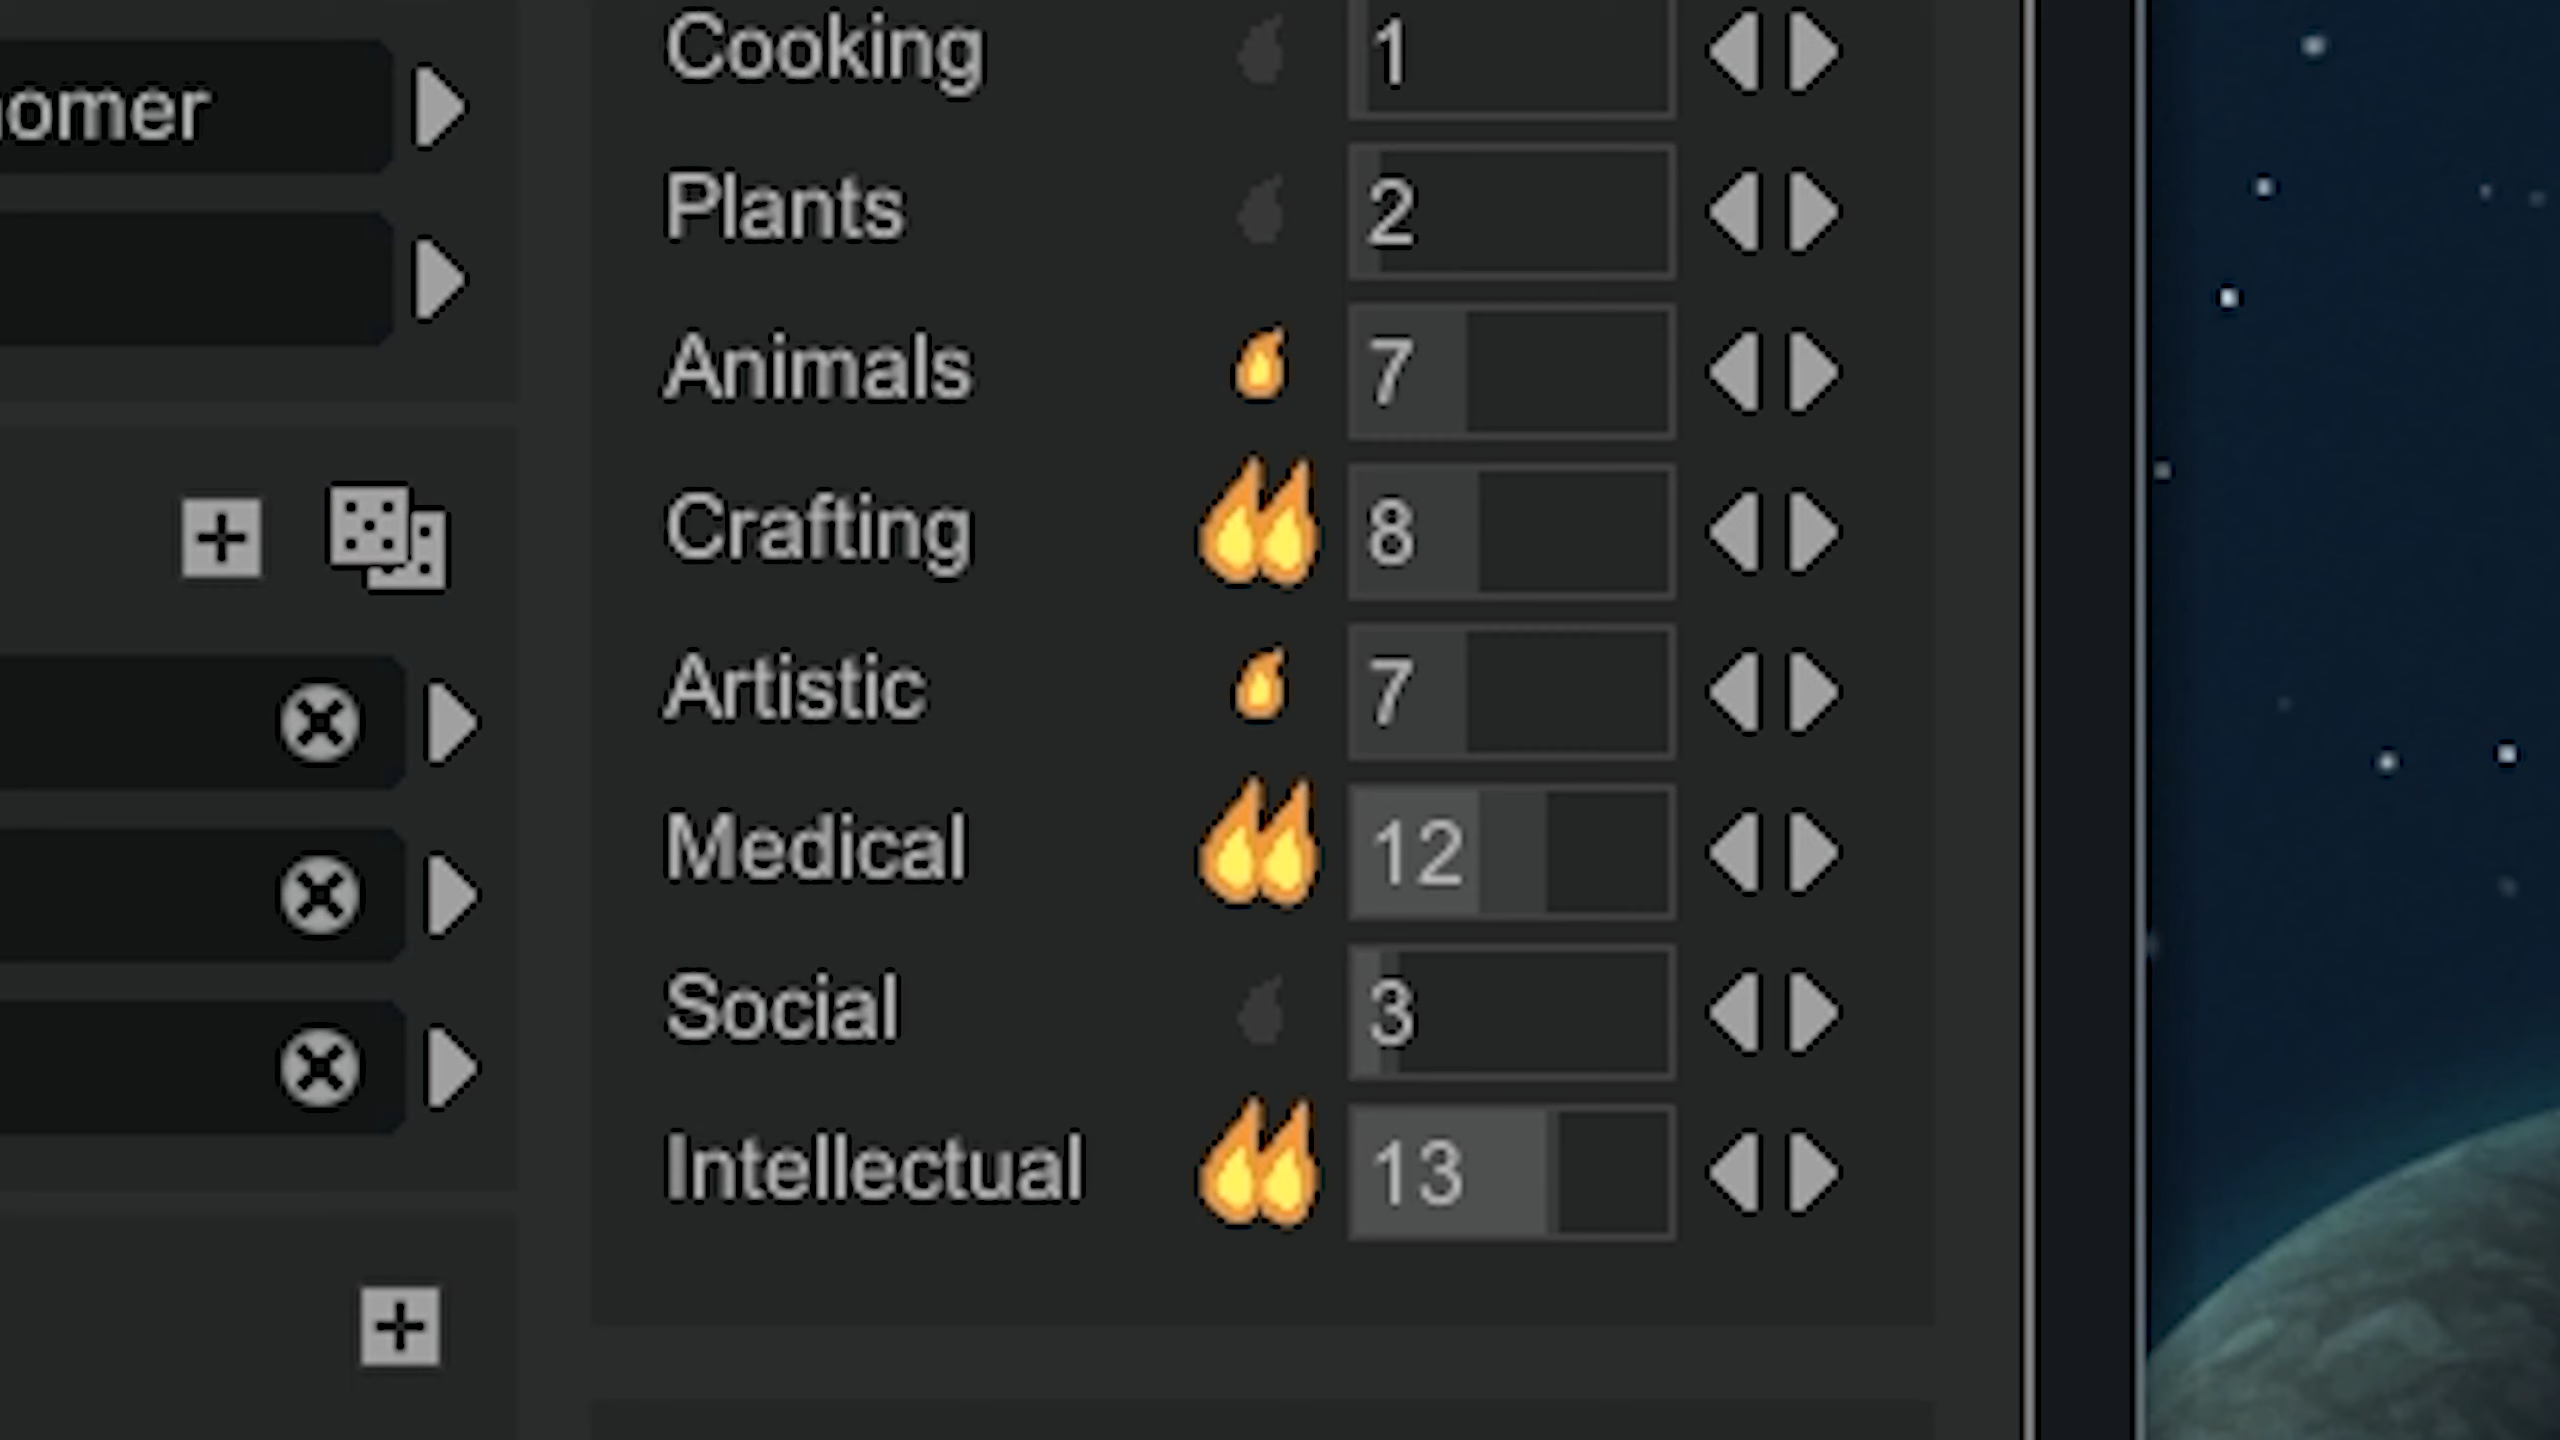 omer
Cooking 1
Plants 2
Animals 7
Crafting 8
Artistic 7
Medical 12
Social 3
Intellectual 13